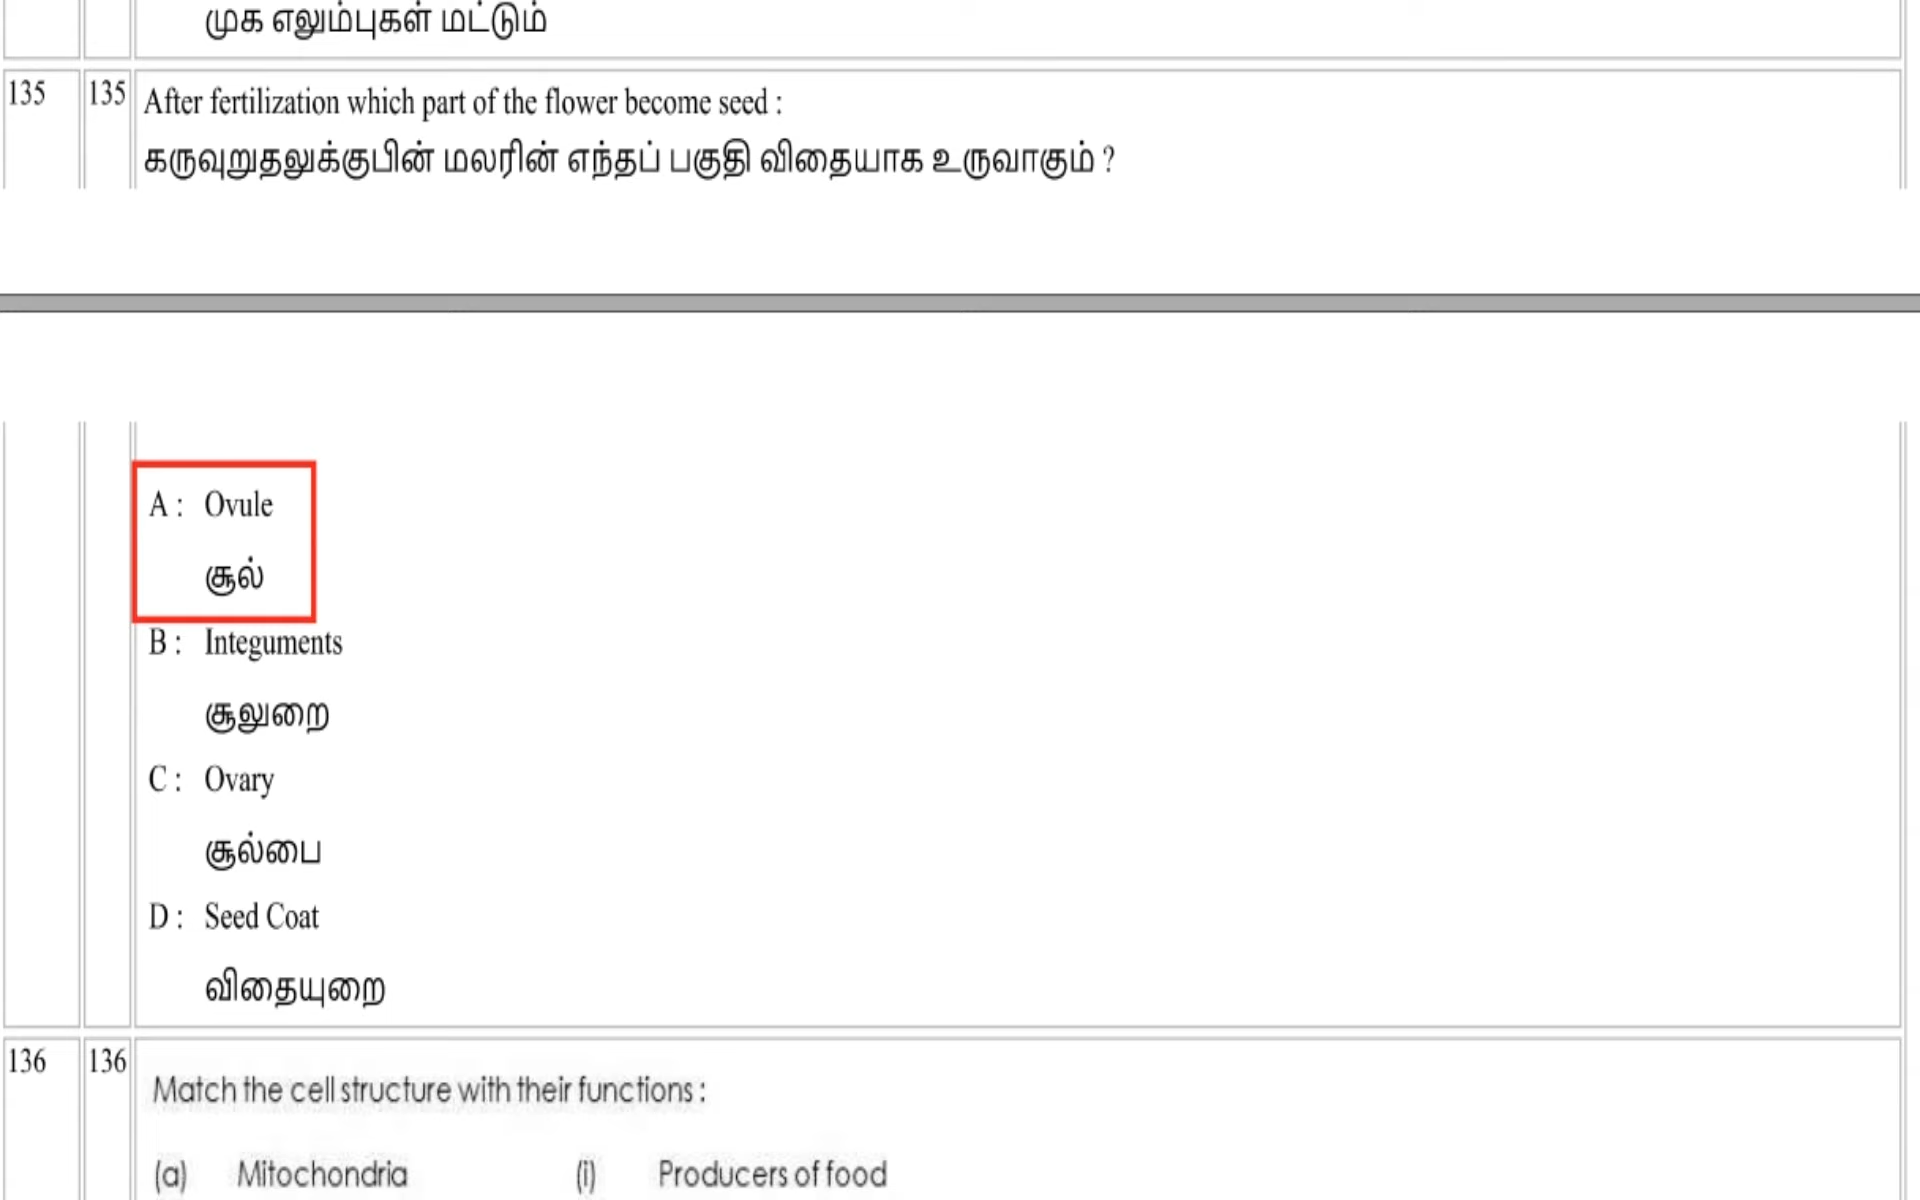 முக எலும்புகள் மட்டும்
135 135 After fertilization which part of the flower become seed :
கருவுறுதலுக்குபின் மலரின் எந்தப் பகுதி விதையாக உருவாகும் ?
A : Ovule
சூல்
B : Integuments
சூலுறை
C : Ovary
சூல்பை
D : Seed Coat
விதையுறை
136 136 Match the cell structure with their functions :
(a) Mitochondria (i) Producers of food